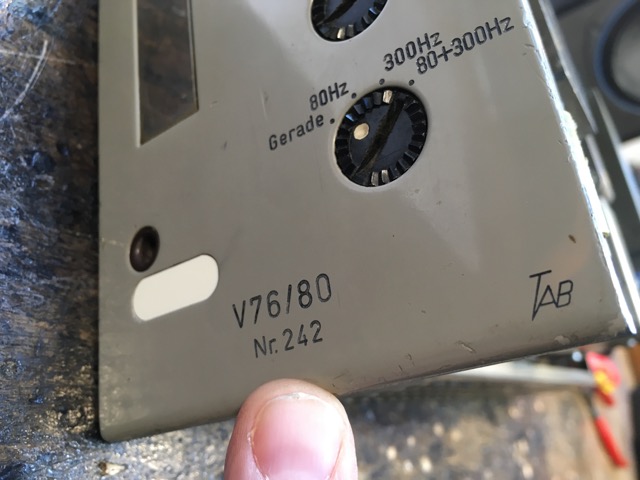 300Hz
80+300Hz
80Hz
Gerade
V76/80
Nr. 242
TAB